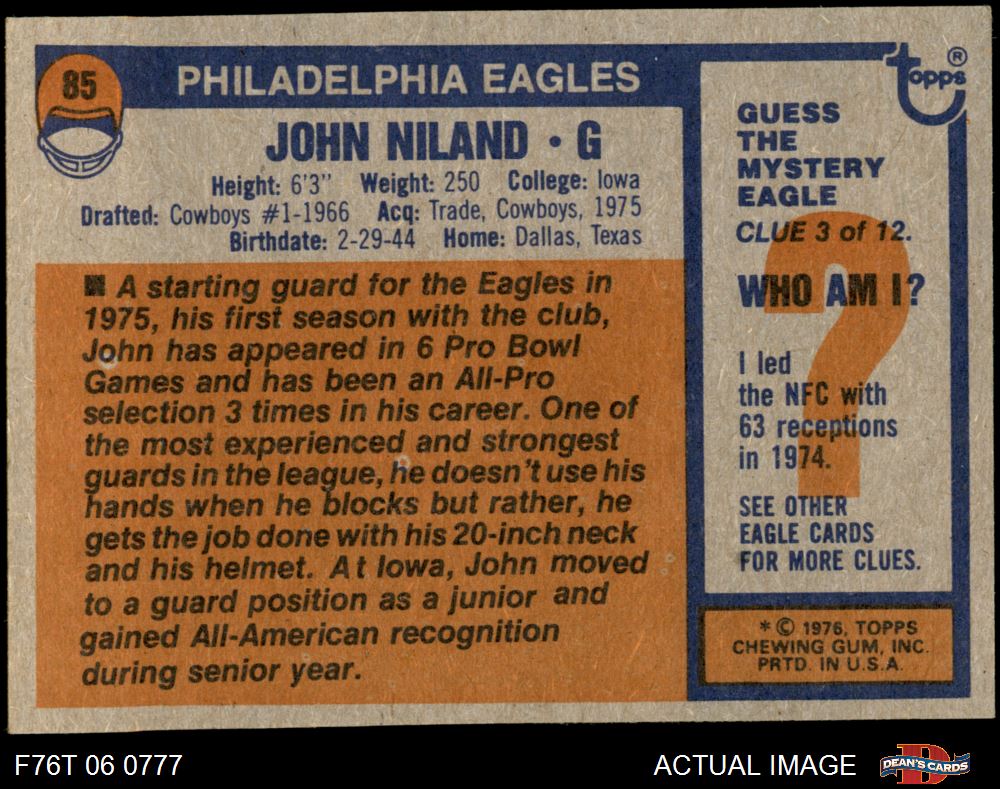 85
PHILADELPHIA EAGLES
JOHN NILAND • G
Height: 6'3" Weight: 250 College: Iowa
Drafted: Cowboys #1-1966 Acq: Trade, Cowboys, 1975
Birthdate: 2-29-44 Home: Dallas, Texas
■ A starting guard for the Eagles in
1975, his first season with the club,
John has appeared in 6 Pro Bowl
Games and has been an All-Pro
selection 3 times in his career. One of
the most experienced and strongest
guards in the league, he doesn't use his
hands when he blocks but rather, he
gets the job done with his 20-inch neck
and his helmet. At Iowa, John moved
to a guard position as a junior and
gained All-American recognition
during senior year.
topps ®
GUESS
THE
MYSTERY
EAGLE
CLUE 3 of 12.
WHO AM I?
I led
the NFC with
63 receptions
in 1974.
SEE OTHER
EAGLE CARDS
FOR MORE CLUES.
* © 1976, TOPPS
CHEWING GUM, INC.
PRTD. IN U.S.A.
F76T 06 0777
ACTUAL IMAGE
D
DEAN'S CARDS